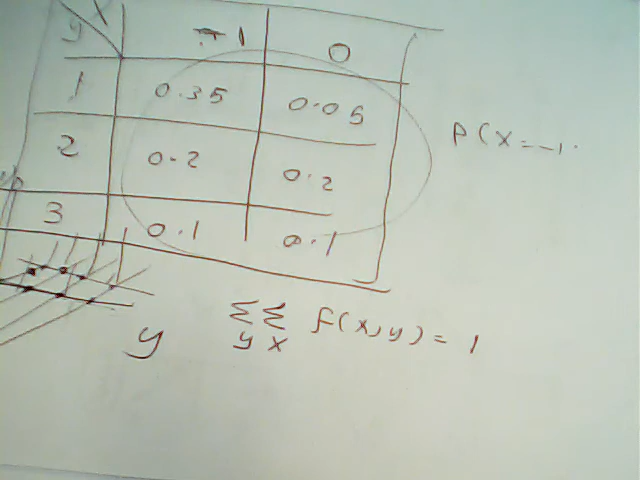 y X -1 0
1 0.35 0.05
2 0.2 0.2
3 0.1 0.1
P(X=-1.
ΣΣ f(x,y) = 1
y x
y